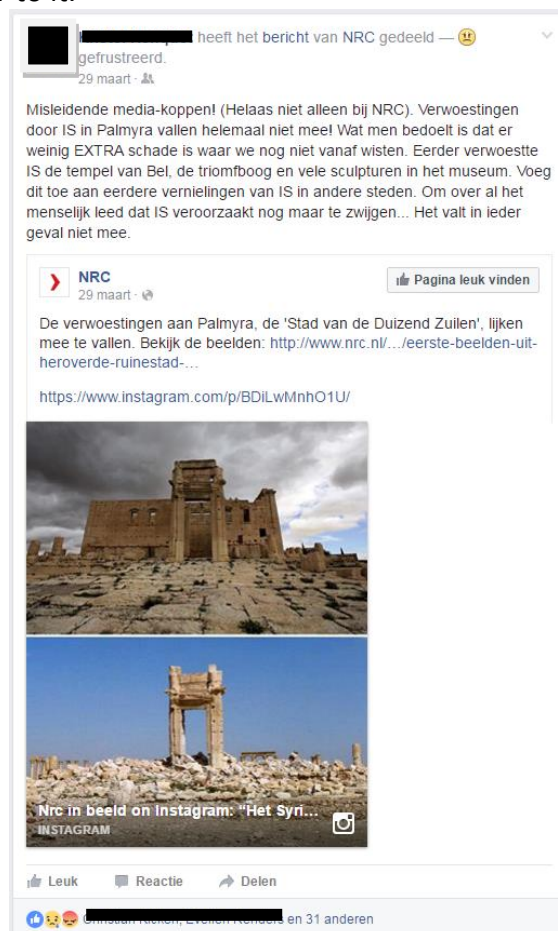 heeft het bericht van NRC gedeeld —
gefrustreerd.
29 maart ·
Misleidende media-koppen! (Helaas niet alleen bij NRC). Verwoestingen
door IS in Palmyra vallen helemaal niet mee! Wat men bedoelt is dat er
weinig EXTRA schade is waar we nog niet vanaf wisten. Eerder verwoestte
IS de tempel van Bel, de triomfboog en vele sculpturen in het museum. Voeg
dit toe aan eerdere vernielingen van IS in andere steden. Om over al het
menselijk leed dat IS veroorzaakt nog maar te zwijgen... Het valt in ieder
geval niet mee.
NRC
29 maart ·
Pagina leuk vinden
De verwoestingen aan Palmyra, de 'Stad van de Duizend Zuilen', lijken
mee te vallen. Bekijk de beelden: http://www.nrc.nl/…/eerste-beelden-uit-
heroverde-ruinestad-…
https://www.instagram.com/p/BDiLwMnhO1U/
Nrc in beeld on Instagram: “Het Syri...
INSTAGRAM
Leuk Reactie Delen
en 31 anderen